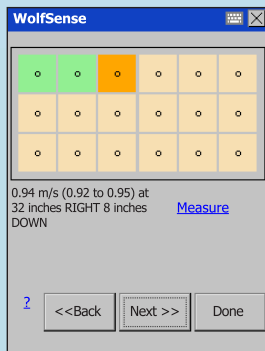 WolfSense
0.94 m/s (0.92 to 0.95) at
32 inches RIGHT 8 inches
DOWN
Measure
?
<<Back
Next >>
Done